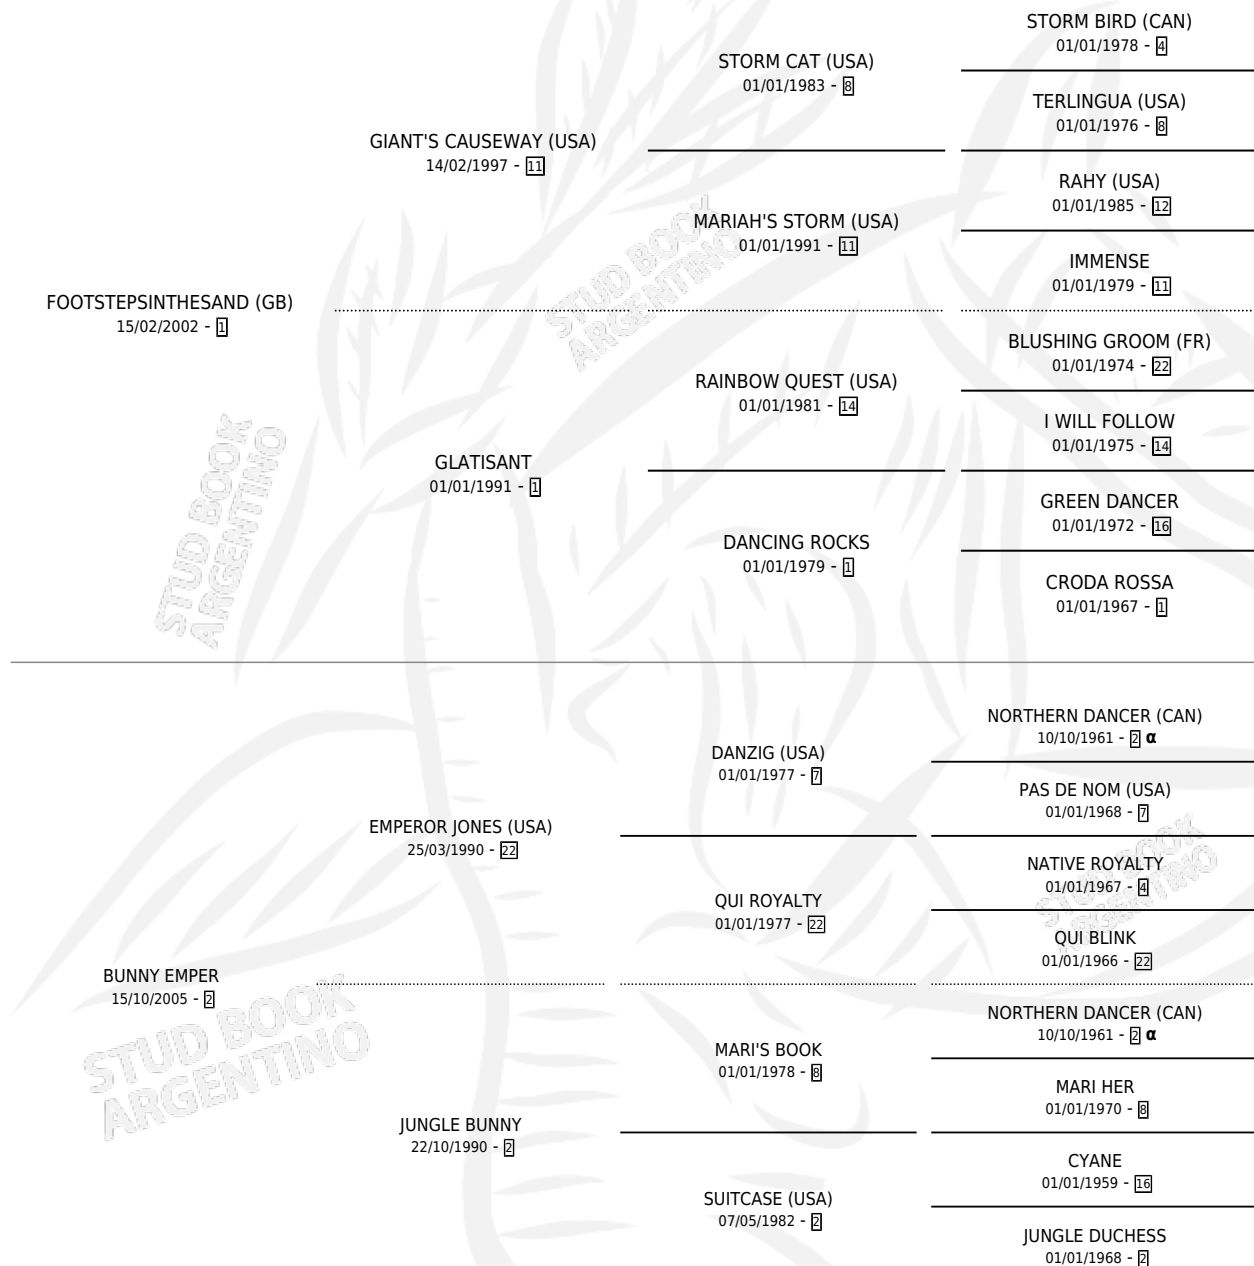 STORM BIRD (CAN)
01/01/1978 - 4
STORM CAT (USA)
01/01/1983 - 8
TERLINGUA (USA)
01/01/1976 - 8
GIANT'S CAUSEWAY (USA)
14/02/1997 - 11
RAHY (USA)
01/01/1985 - 12
MARIAH'S STORM (USA)
01/01/1991 - 11
IMMENSE
01/01/1979 - 11
FOOTSTEPSINTHESAND (GB)
15/02/2002 - 1
BLUSHING GROOM (FR)
01/01/1974 - 22
RAINBOW QUEST (USA)
01/01/1981 - 14
I WILL FOLLOW
01/01/1975 - 14
GLATISANT
01/01/1991 - 1
GREEN DANCER
01/01/1972 - 16
DANCING ROCKS
01/01/1979 - 1
CRODA ROSSA
01/01/1967 - 1
NORTHERN DANCER (CAN)
10/10/1961 - 2 α
DANZIG (USA)
01/01/1977 - 7
PAS DE NOM (USA)
01/01/1968 - 7
EMPEROR JONES (USA)
25/03/1990 - 22
NATIVE ROYALTY
01/01/1967 - 4
QUI ROYALTY
01/01/1977 - 22
QUI BLINK
01/01/1966 - 22
BUNNY EMPER
15/10/2005 - 2
NORTHERN DANCER (CAN)
10/10/1961 - 2 α
MARI'S BOOK
01/01/1978 - 8
MARI HER
01/01/1970 - 8
JUNGLE BUNNY
22/10/1990 - 2
CYANE
01/01/1959 - 16
SUITCASE (USA)
07/05/1982 - 2
JUNGLE DUCHESS
01/01/1968 - 2
STUD BOOK
ARGENTINO
STUD BOOK
ARGENTINO
STUD BOOK
ARGENTINO
STUD BOOK
ARGENTINO